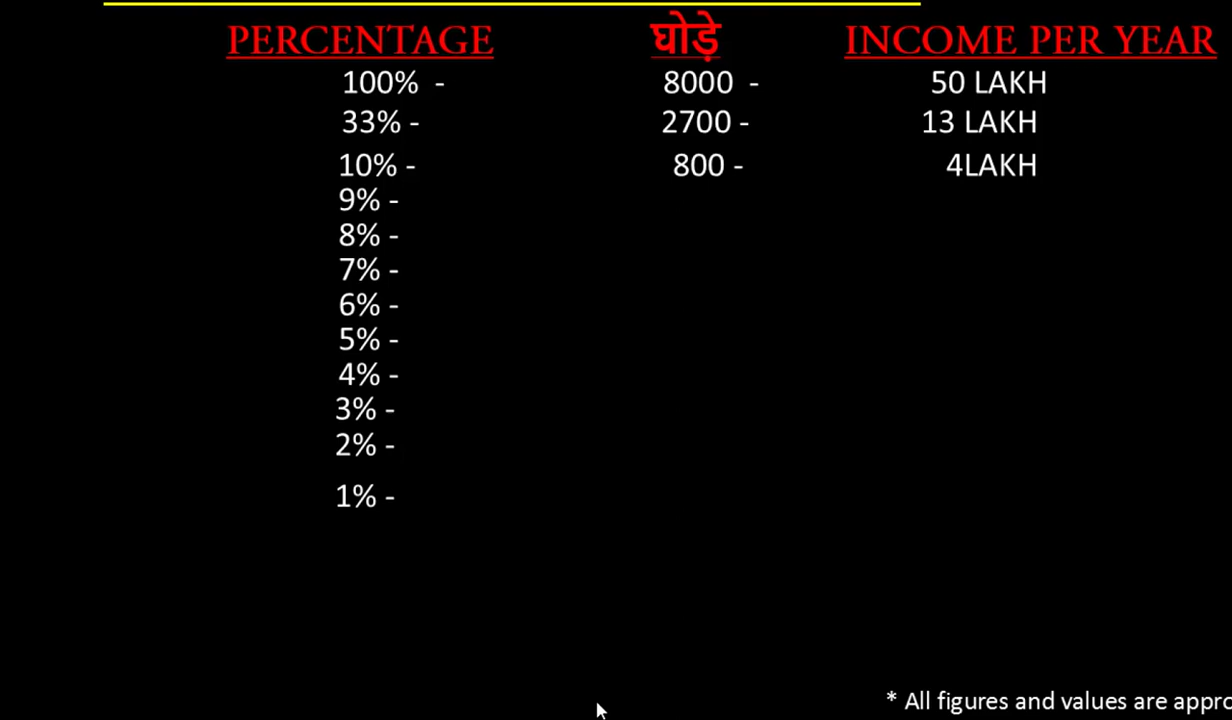 PERCENTAGE घोड़े INCOME PER YEAR
100% - 8000 - 50 LAKH
33% - 2700 - 13 LAKH
10% - 800 - 4LAKH
9% -
8% -
7% -
6% -
5% -
4% -
3% -
2% -
1% -
* All figures and values are appro